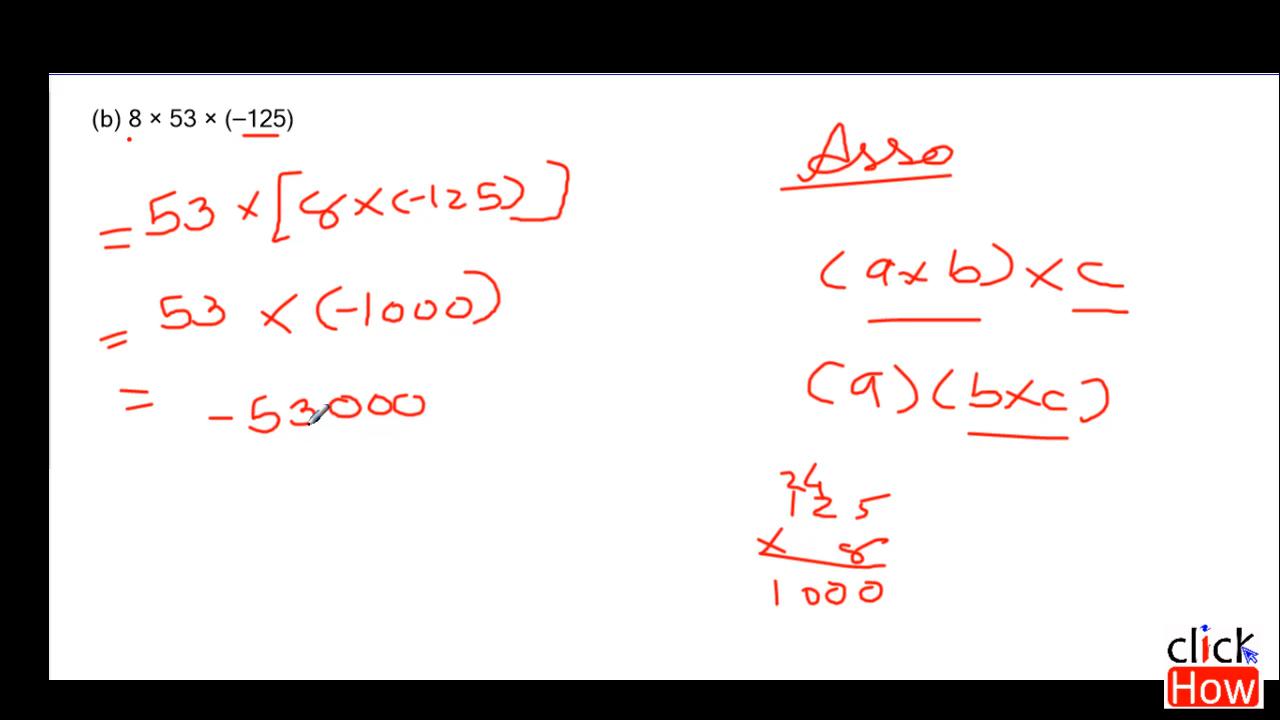 (b) 8 × 53 × (−125)
= 53 × [8 × (-125)]
= 53 × (-1000)
= -53000
Asso
(a × b) × c
(a)(b × c)
24
125
× 8
1000
click
How